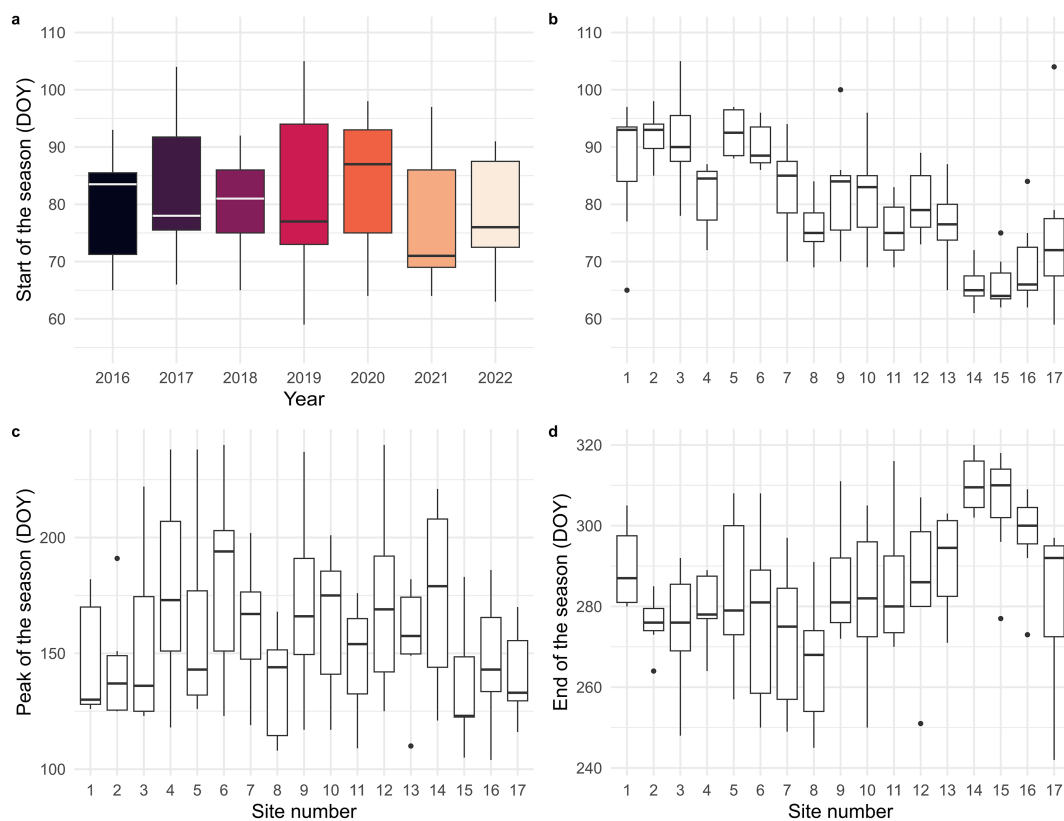 a
Start of the season (DOY)
110
100
90
80
70
60
2016 2017 2018 2019 2020 2021 2022
Year
b
110
100
90
80
70
60
1 2 3 4 5 6 7 8 9 10 11 12 13 14 15 16 17
c
Peak of the season (DOY)
200
150
100
1 2 3 4 5 6 7 8 9 10 11 12 13 14 15 16 17
Site number
d
End of the season (DOY)
320
300
280
260
240
1 2 3 4 5 6 7 8 9 10 11 12 13 14 15 16 17
Site number